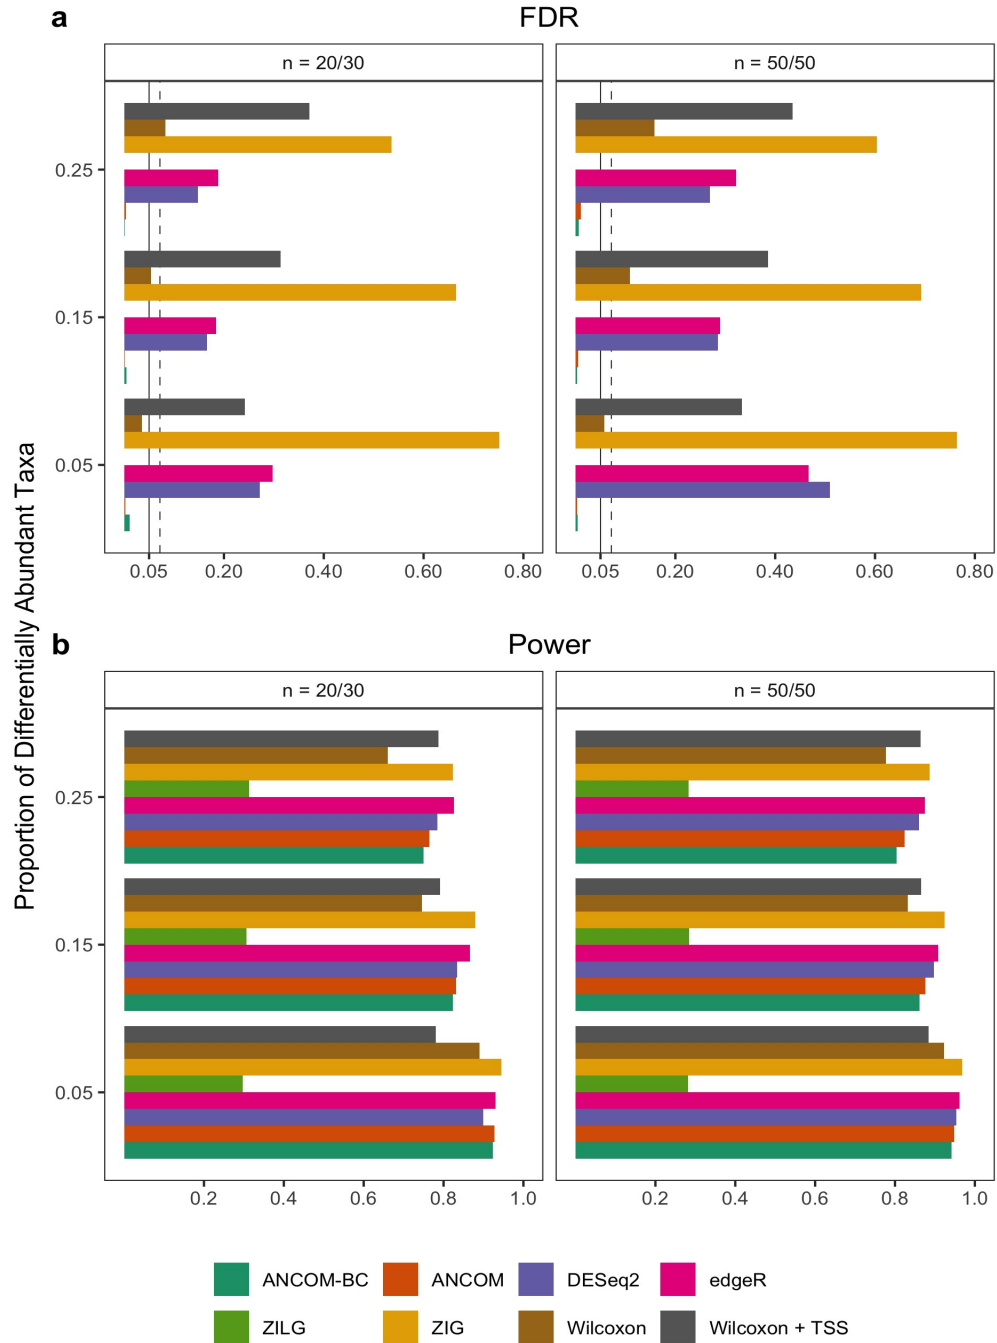 a
FDR
n = 20/30
n = 50/50
0.25
0.15
0.05
0.05 0.20 0.40 0.60 0.80
0.05 0.20 0.40 0.60 0.80
Proportion of Differentially Abundant Taxa
b
Power
n = 20/30
n = 50/50
0.25
0.15
0.05
0.2 0.4 0.6 0.8 1.0
0.2 0.4 0.6 0.8 1.0
ANCOM-BC ANCOM DESeq2 edgeR
ZILG ZIG Wilcoxon Wilcoxon + TSS